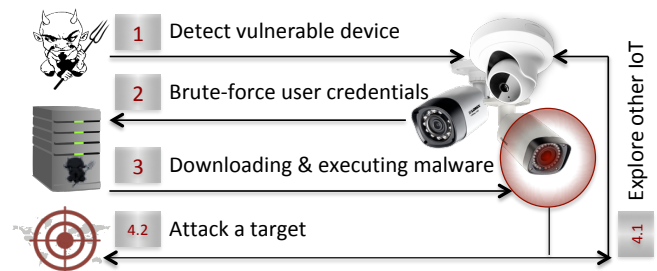 1 Detect vulnerable device
2 Brute-force user credentials
3 Downloading & executing malware
4.2 Attack a target
4.1 Explore other IoT